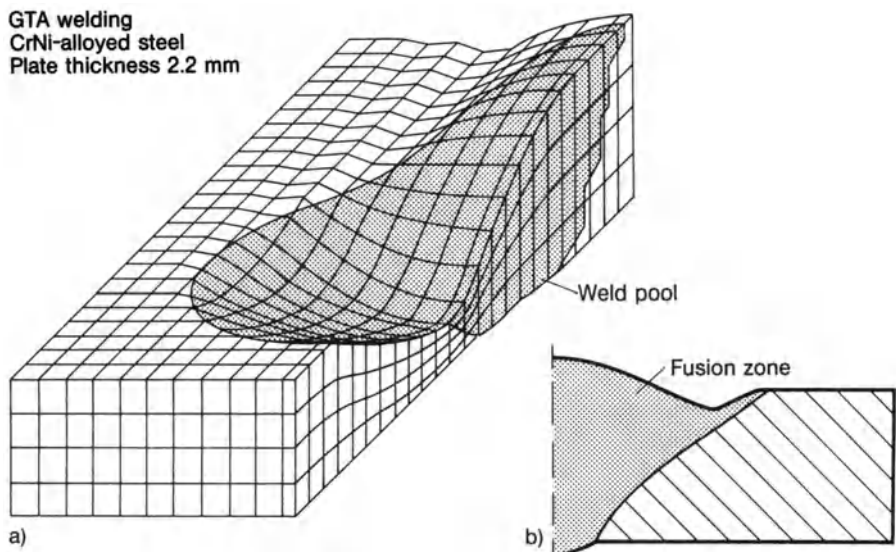 GTA welding
CrNi-alloyed steel
Plate thickness 2.2 mm
Weld pool
Fusion zone
a)
b)